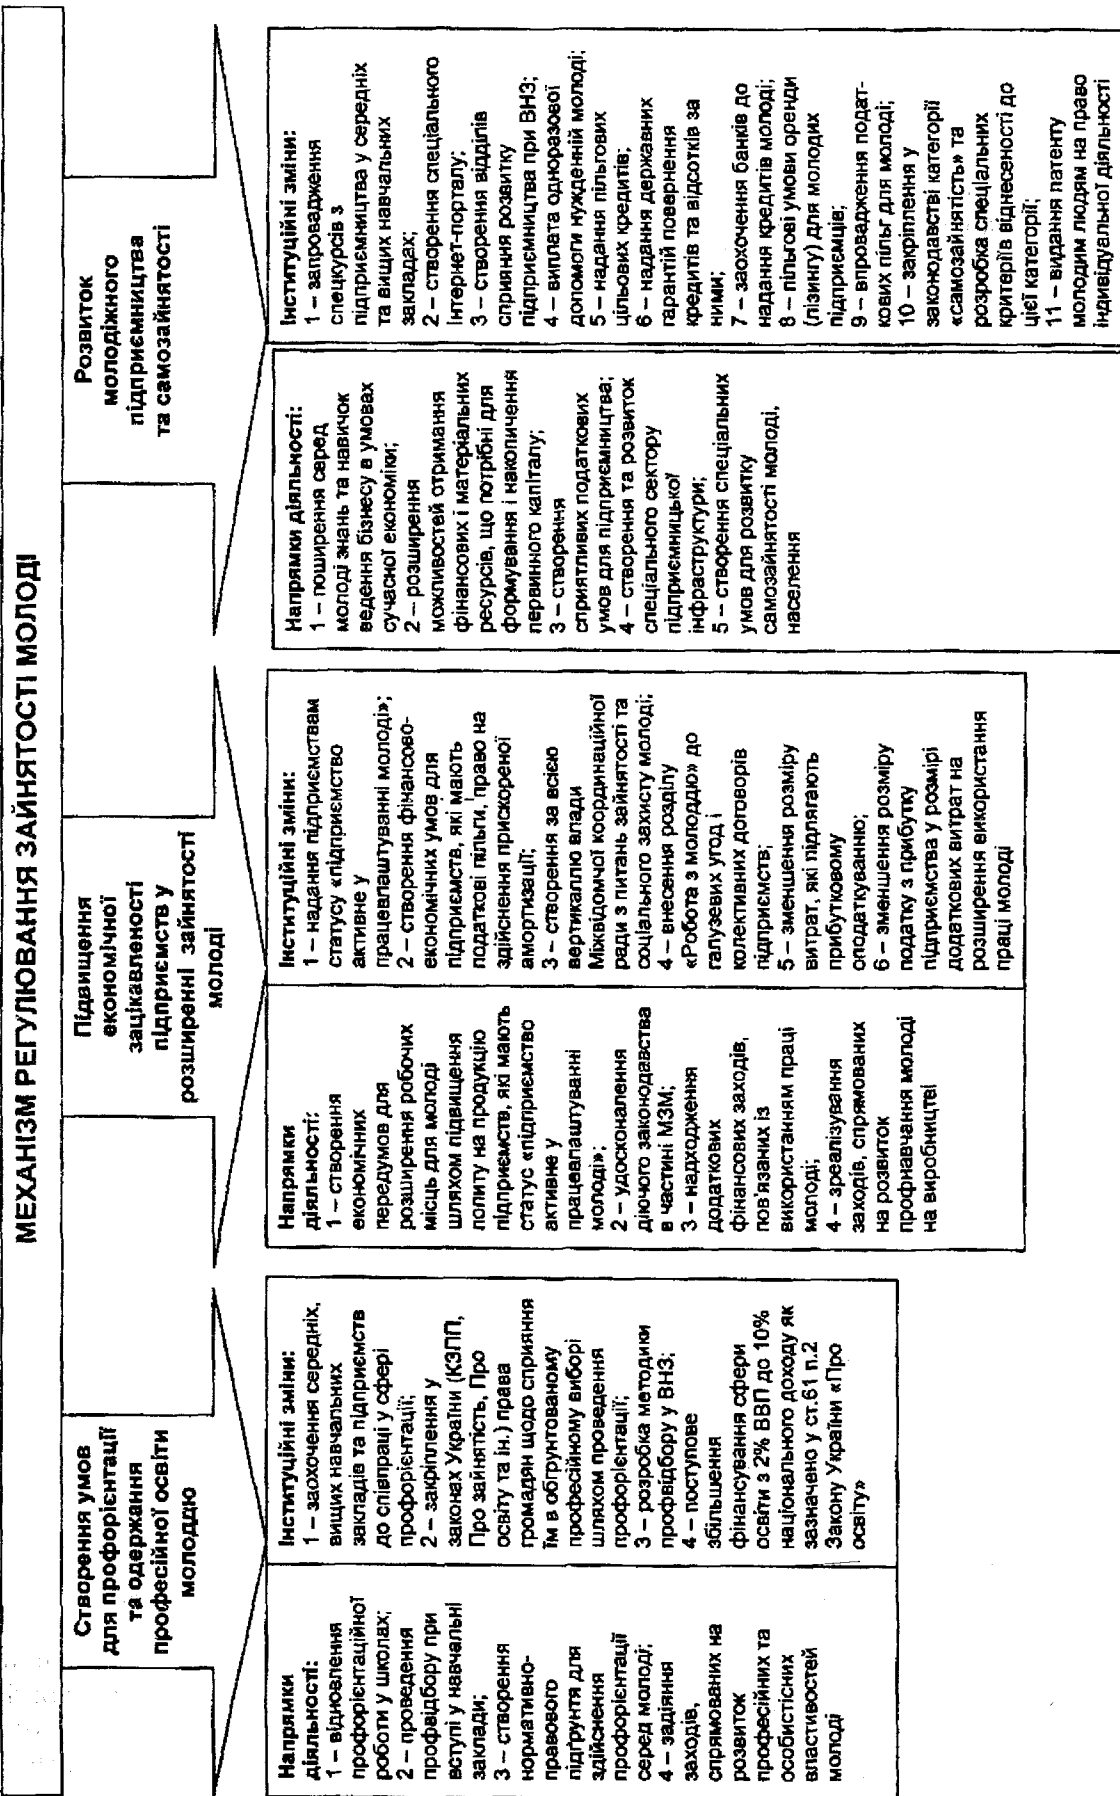 МЕХАНІЗМ РЕГУЛЮВАННЯ ЗАЙНЯТОСТІ МОЛОДІ
Створення умов
для профорієнтації
та одержання
професійної освіти
молоддю
Напрямки
діяльності:
1 – відновлення
профорієнтаційної
роботи у школах;
2 – проведення
профвідбору при
вступі у навчальні
заклади;
3 – створення
нормативно-
правового
підґрунтя для
здійснення
профорієнтації
серед молоді;
4 – задіяння
заходів,
спрямованих на
розвиток
професійних та
особистісних
властивостей
молоді
Інституційні зміни:
1 – заохочення середніх,
вищих навчальних
закладів та підприємств
до співпраці у сфері
профорієнтації;
2 – закріплення у
законах України (КЗПП,
Про зайнятість, Про
освіту та ін.) права
громадян щодо сприяння
їм в обгрунтованому
професійному виборі
шляхом проведення
профорієнтації;
3 – розробка методики
профвідбору у ВНЗ;
4 – поступове
збільшення
фінансування сфери
освіти з 2% ВВП до 10%
національного доходу як
зазначено у ст.61 п.2
Закону України «Про
освіту»
Підвищення
економічної
зацікавленості
підприємств у
розширенні зайнятості
молоді
Напрямки
діяльності:
1 – створення
економічних
передумов для
розширення робочих
місць для молоді
шляхом підвищення
попиту на продукцію
підприємств, які мають
статус «підприємство
активне у
працевлаштуванні
молоді»;
2 – удосконалення
діючого законодавства
в частині МЗМ;
3 – надходження
додаткових
фінансових заходів,
пов'язаних із
використанням праці
молоді;
4 – зреалізування
заходів, спрямованих
на розвиток
профнавчання молоді
на виробництві
Інституційні зміни:
1 – надання підприємствам
статусу «підприємство
активне у
працевлаштуванні молоді»;
2 – створення фінансово-
економічних умов для
підприємств, які мають
податкові пільги, право на
здійснення прискореної
амортизації;
3 – створення за всією
вертикаллю влади
Міжвідомчої координаційної
ради з питань зайнятості та
соціального захисту молоді;
4 – внесення розділу
«Робота з молоддю» до
галузевих угод і
колективних договорів
підприємств;
5 – зменшення розміру
витрат, які підлягають
прибутковому
оподаткуванню;
6 – зменшення розміру
податку з прибутку
підприємства у розмірі
додаткових витрат на
розширення використання
праці молоді
Розвиток
молодіжного
підприємництва
та самозайнятості
Напрямки діяльності:
1 – поширення серед
молоді знань та навичок
ведення бізнесу в умовах
сучасної економіки;
2 – розширення
можливостей отримання
фінансових і матеріальних
ресурсів, що потрібні для
формування і накопичення
первинного капіталу;
3 – створення
сприятливих податкових
умов для підприємництва;
4 – створення та розвиток
спеціального сектору
підприємницької
інфраструктури;
5 – створення спеціальних
умов для розвитку
самозайнятості молоді,
населення
Інституційні зміни:
1 – запровадження
спецкурсів з
підприємництва у середніх
та вищих навчальних
закладах;
2 – створення спеціального
Інтернет-порталу;
3 – створення відділів
сприяння розвитку
підприємництва при ВНЗ;
4 – виплата одноразової
допомоги нужденній молоді;
5 – надання пільгових
цільових кредитів;
6 – надання державних
гарантій повернення
кредитів та відсотків за
ними;
7 – заохочення банків до
надання кредитів молоді;
8 – пільгові умови оренди
(лізингу) для молодих
підприємців;
9 – впровадження подат-
кових пільг для молоді;
10 – закріплення у
законодавстві категорії
«самозайнятість» та
розробка спеціальних
критеріїв віднесеності до
цієї категорії;
11 – видання патенту
молодим людям на право
індивідуальної діяльності